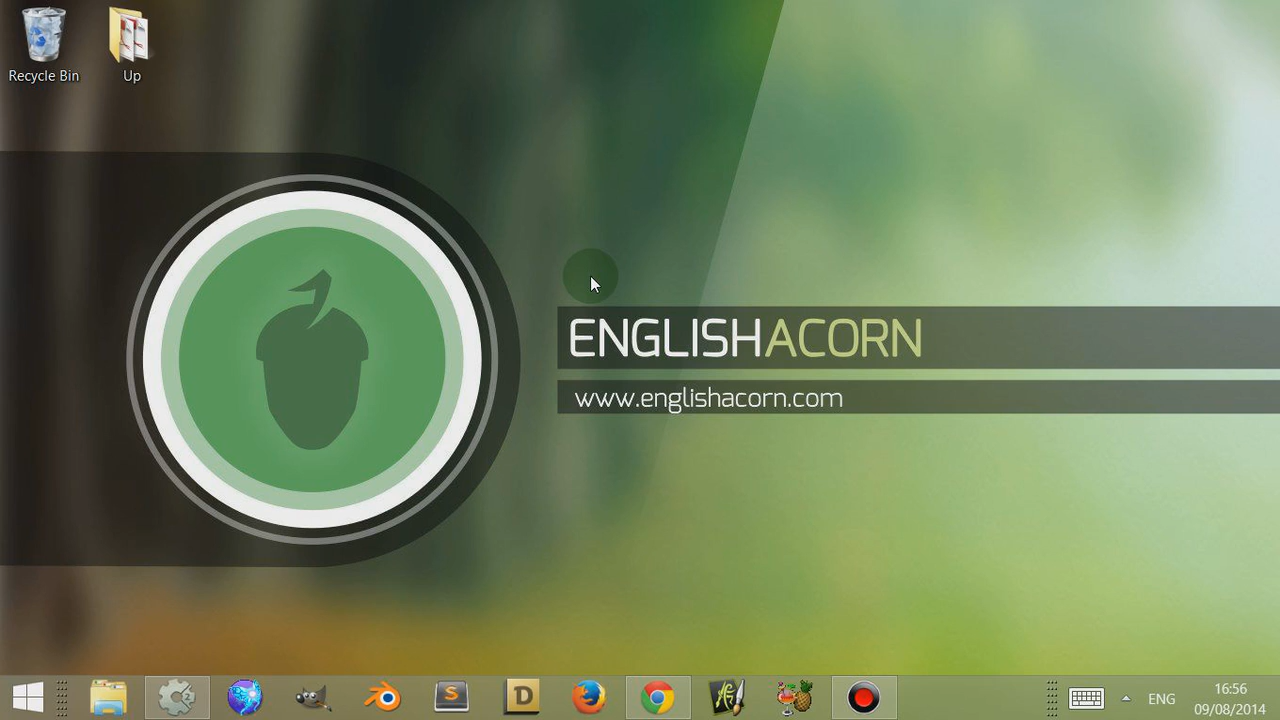 Recycle Bin
Up
ENGLISHACORN
www.englishacorn.com
S
D
ENG
16:56
09/08/2014